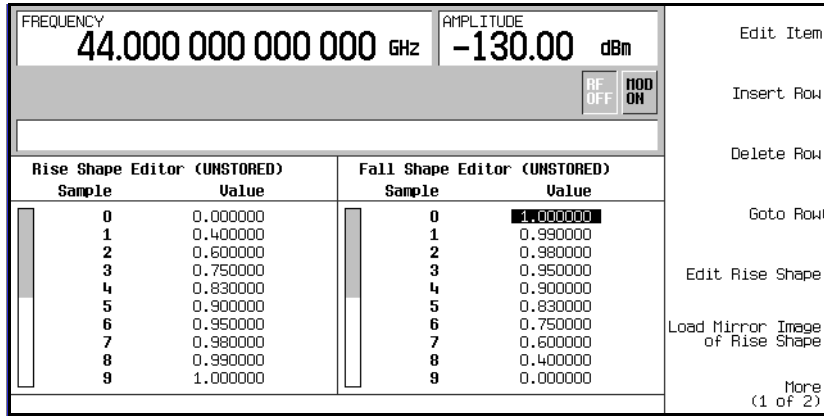 FREQUENCY
44.000 000 000 000 GHz
AMPLITUDE
-130.00 dBm
RF OFF
MOD ON
Rise Shape Editor (UNSTORED)
Sample Value
0 0.000000
1 0.400000
2 0.600000
3 0.750000
4 0.830000
5 0.900000
6 0.950000
7 0.980000
8 0.990000
9 1.000000
Fall Shape Editor (UNSTORED)
Sample Value
0 1.000000
1 0.990000
2 0.980000
3 0.950000
4 0.900000
5 0.830000
6 0.750000
7 0.600000
8 0.400000
9 0.000000
Edit Item
Insert Row
Delete Row
Goto Row
Edit Rise Shape
Load Mirror Image
of Rise Shape
More
(1 of 2)